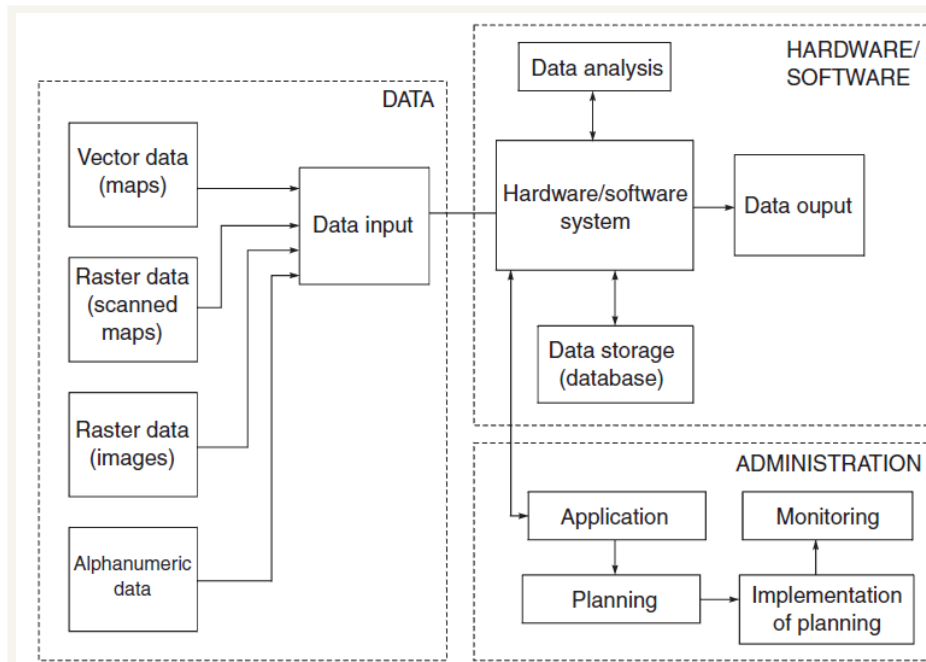 DATA
Vector data
(maps)
Data input
Raster data
(scanned
maps)
Raster data
(images)
Alphanumeric
data
HARDWARE/
SOFTWARE
Data analysis
Hardware/software
system
Data ouput
Data storage
(database)
ADMINISTRATION
Application
Monitoring
Planning
Implementation
of planning